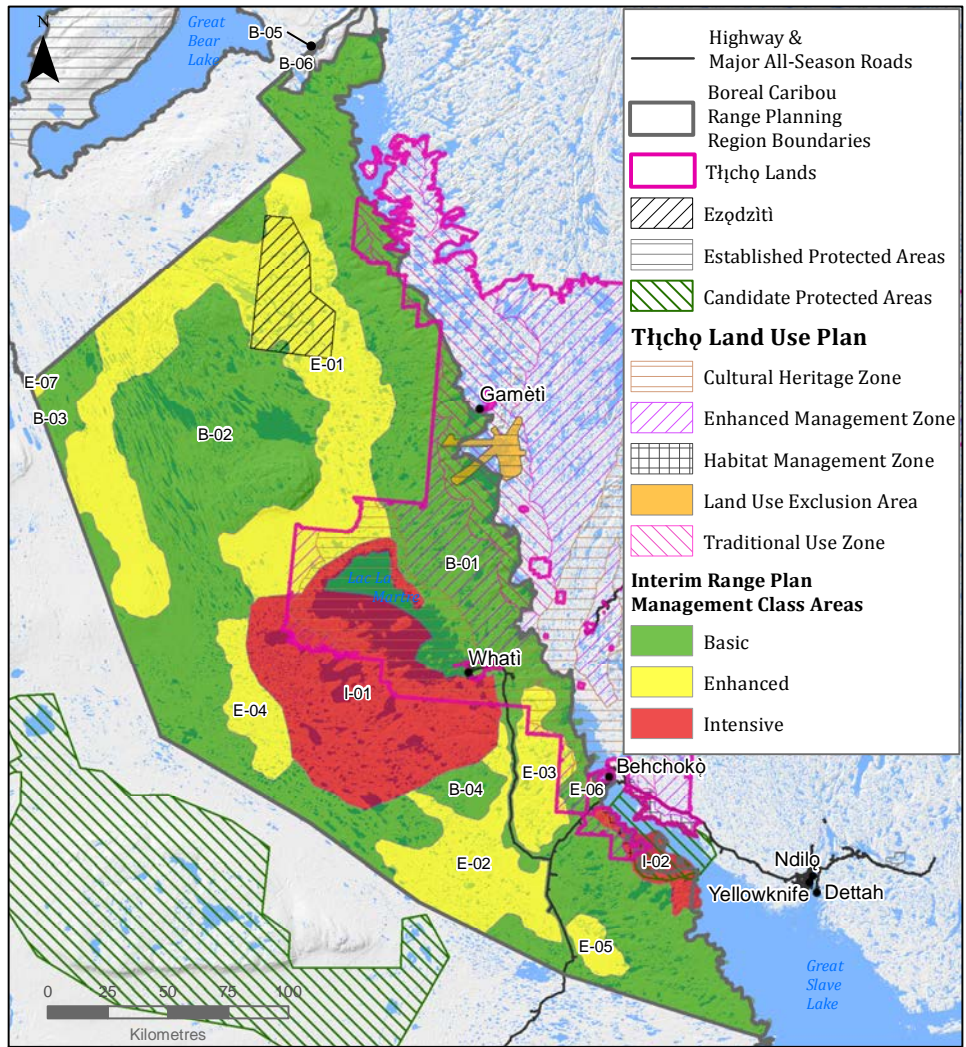 N
Great
Bear
Lake
B-05
B-06
E-01
E-07
B-03
B-02
Gamètì
B-01
Lac La
Martre
Whatì
I-01
E-04
E-03
B-04
Behchokǫ̀
E-06
E-02
I-02
Ndilǫ
Yellowknife
Dettah
E-05
Great
Slave
Lake
0 25 50 75 100
Kilometres
Highway &
Major All-Season Roads
Boreal Caribou
Range Planning
Region Boundaries
Tłı̨chǫ Lands
Ezǫdzìtì
Established Protected Areas
Candidate Protected Areas
Tłı̨chǫ Land Use Plan
Cultural Heritage Zone
Enhanced Management Zone
Habitat Management Zone
Land Use Exclusion Area
Traditional Use Zone
Interim Range Plan
Management Class Areas
Basic
Enhanced
Intensive